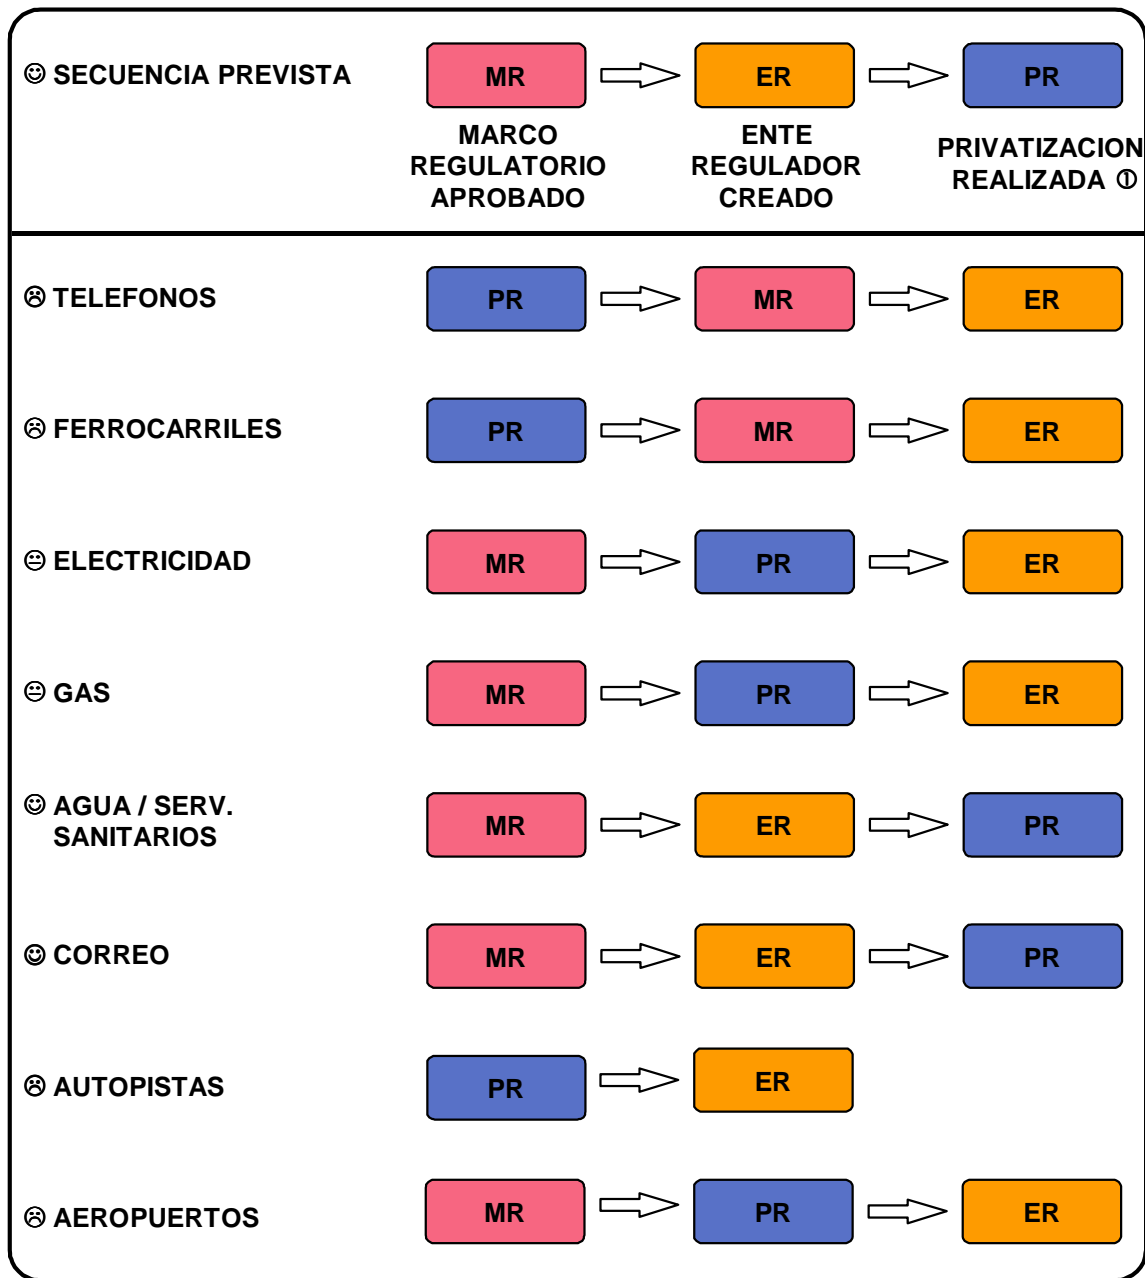 ☺ SECUENCIA PREVISTA
MR
ER
PR
MARCO
REGULATORIO
APROBADO
ENTE
REGULADOR
CREADO
PRIVATIZACION
REALIZADA ①
☹ TELEFONOS
PR
MR
ER
☹ FERROCARRILES
PR
MR
ER
😐 ELECTRICIDAD
MR
PR
ER
😐 GAS
MR
PR
ER
☺ AGUA / SERV.
SANITARIOS
MR
ER
PR
☺ CORREO
MR
ER
PR
☹ AUTOPISTAS
PR
ER
☹ AEROPUERTOS
MR
PR
ER